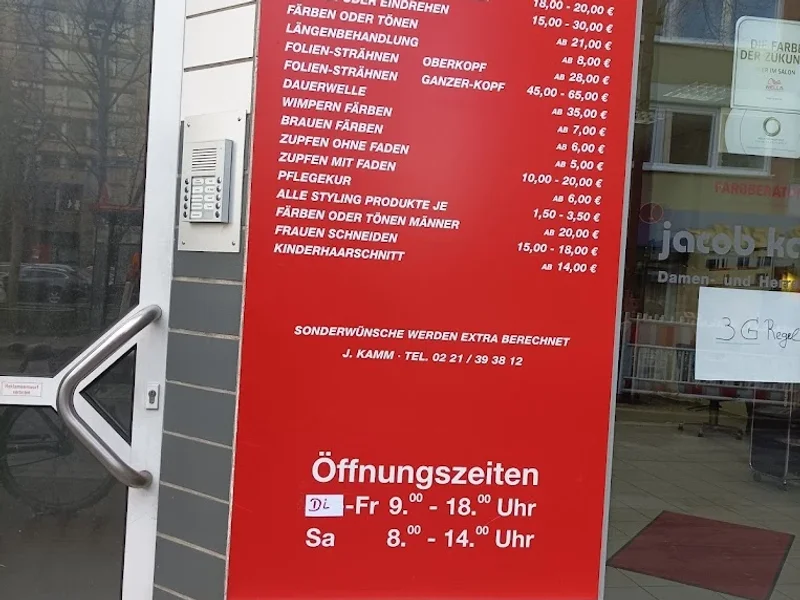 18,00 - 20,00 €
ODER EINDREHEN 15,00 - 30,00 €
FÄRBEN ODER TÖNEN AB 21,00 €
LÄNGENBEHANDLUNG AB 8,00 €
FOLIEN-STRÄHNEN OBERKOPF AB 28,00 €
FOLIEN-STRÄHNEN GANZER-KOPF 45,00 - 65,00 €
DAUERWELLE AB 35,00 €
WIMPERN FÄRBEN AB 7,00 €
BRAUEN FÄRBEN AB 6,00 €
ZUPFEN OHNE FADEN AB 5,00 €
ZUPFEN MIT FADEN 10,00 - 20,00 €
PFLEGEKUR AB 6,00 €
ALLE STYLING PRODUKTE JE 1,50 - 3,50 €
FÄRBEN ODER TÖNEN MÄNNER AB 20,00 €
FRAUEN SCHNEIDEN 15,00 - 18,00 €
KINDERHAARSCHNITT AB 14,00 €
SONDERWÜNSCHE WERDEN EXTRA BERECHNET
J. KAMM · TEL. 02 21 / 39 38 12
Öffnungszeiten
Di -Fr 9.00 - 18.00 Uhr
Sa 8.00 - 14.00 Uhr
DIE FARBE
DER ZUKUN
IM SALON
WELLA
FARBBERATU
jacob ka
Damen- und Herr
3 G Regel